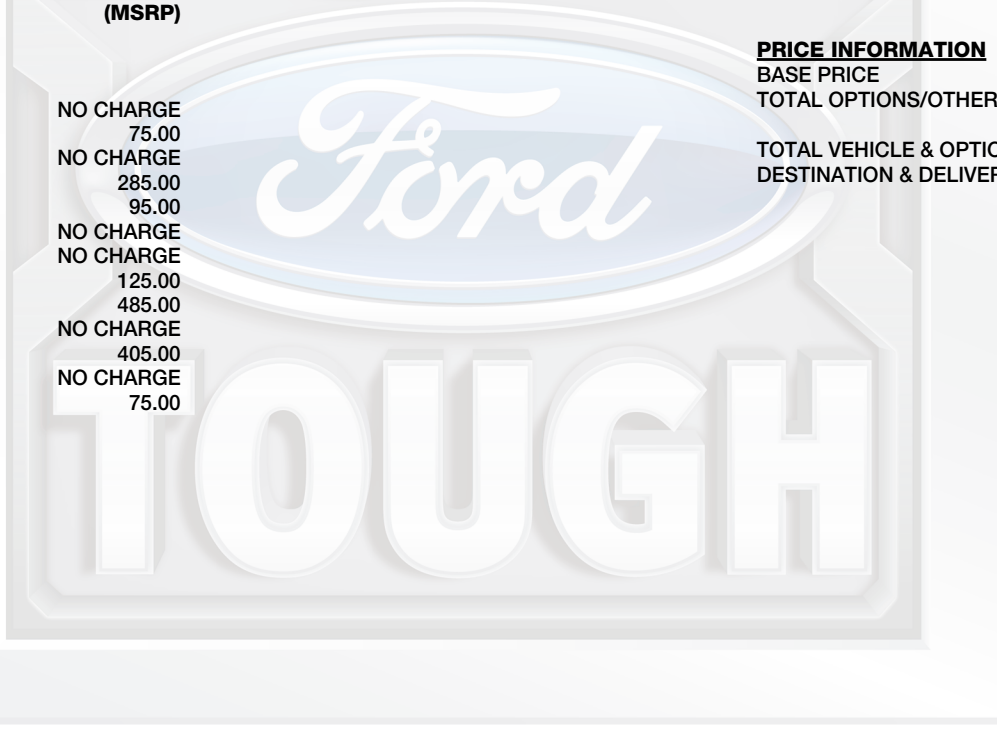 (MSRP)
NO CHARGE
75.00
NO CHARGE
285.00
95.00
NO CHARGE
NO CHARGE
125.00
485.00
NO CHARGE
405.00
NO CHARGE
75.00
PRICE INFORMATION
BASE PRICE
TOTAL OPTIONS/OTHER
TOTAL VEHICLE & OPTIO
DESTINATION & DELIVER
Ford
TOUGH